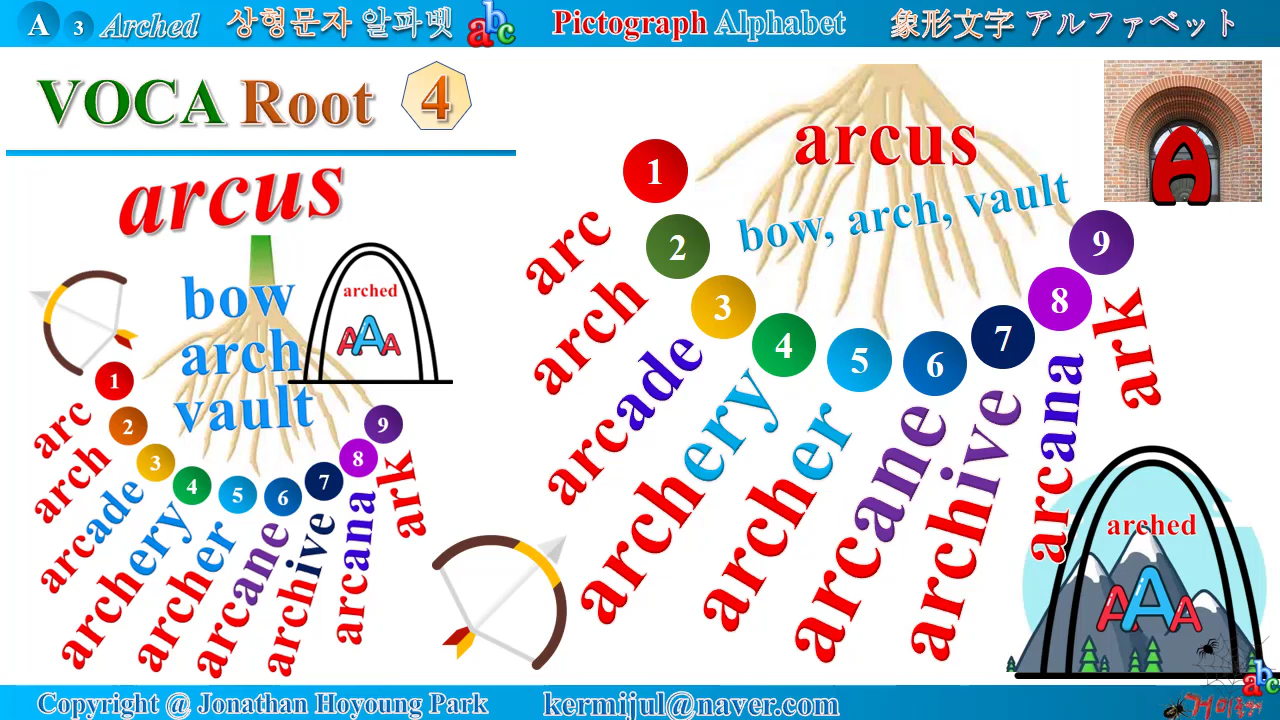 A 3 Arched 상형문자 알파벳 abc Pictograph Alphabet 象形文字 アルファベット
VOCA Root 4
arcus
bow
arch
vault
arched
AAA
1 arc
2 arch
3 arcade
4 archery
5 archer
6 arcane
7 archive
8 arcana
9 ark
arcus
bow, arch, vault
A
1 arc
2 arch
3 arcade
4 archery
5 archer
6 arcane
7 archive
8 arcana
9 ark
arched
AAA
abc
Copyright @ Jonathan Hoyoung Park kermijul@naver.com